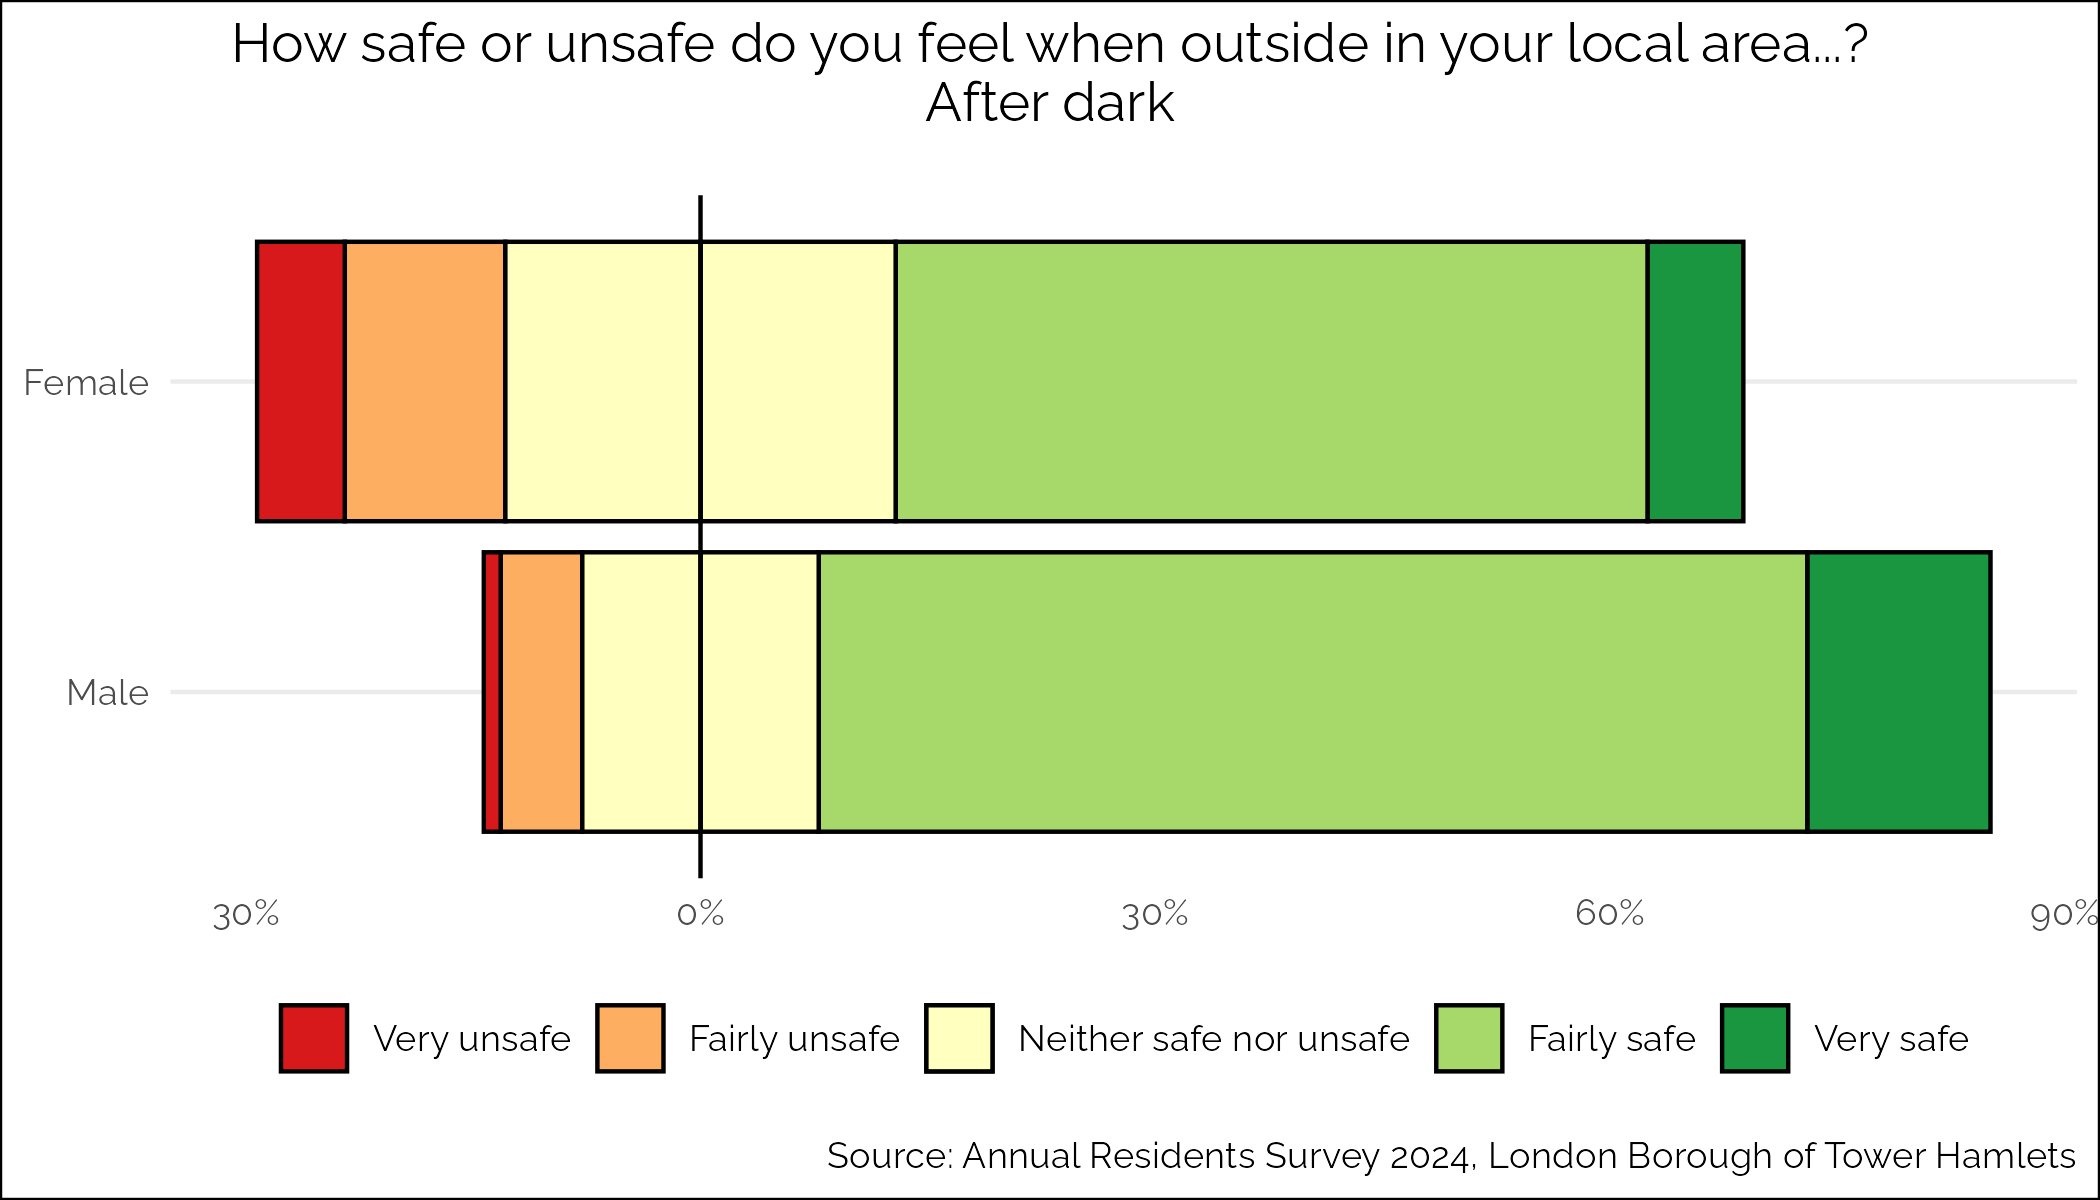 How safe or unsafe do you feel when outside in your local area...?
After dark
Female
Male
30% 0% 30% 60% 90%
Very unsafe Fairly unsafe Neither safe nor unsafe Fairly safe Very safe
Source: Annual Residents Survey 2024, London Borough of Tower Hamlets